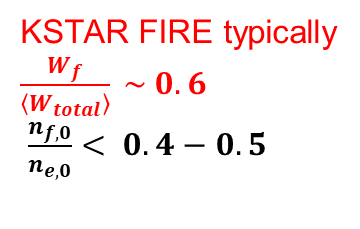 KSTAR FIRE typically
W_f / ⟨W_total⟩ ~ 0.6
n_f,0 / n_e,0 < 0.4 − 0.5